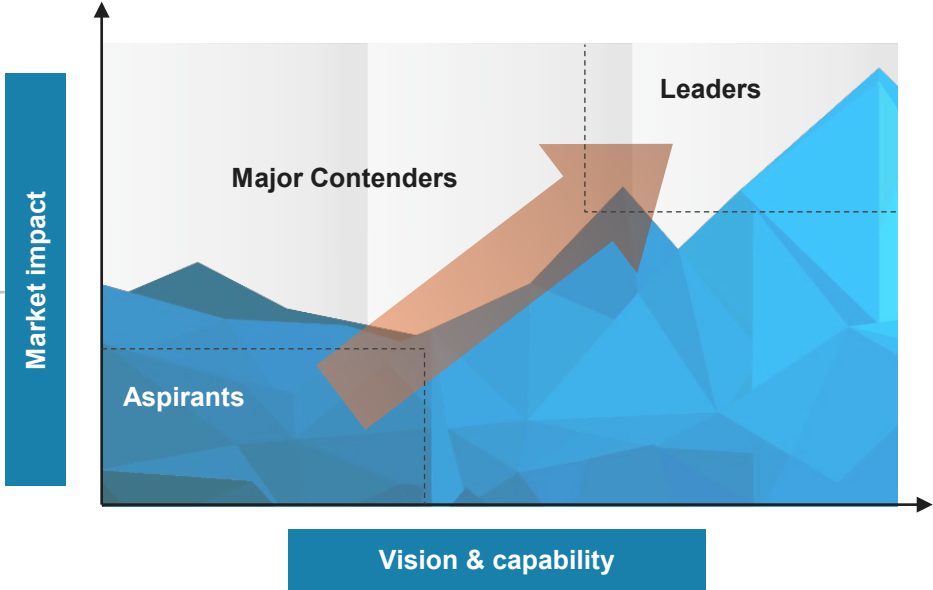 Leaders
Major Contenders
Market impact
Aspirants
Vision & capability